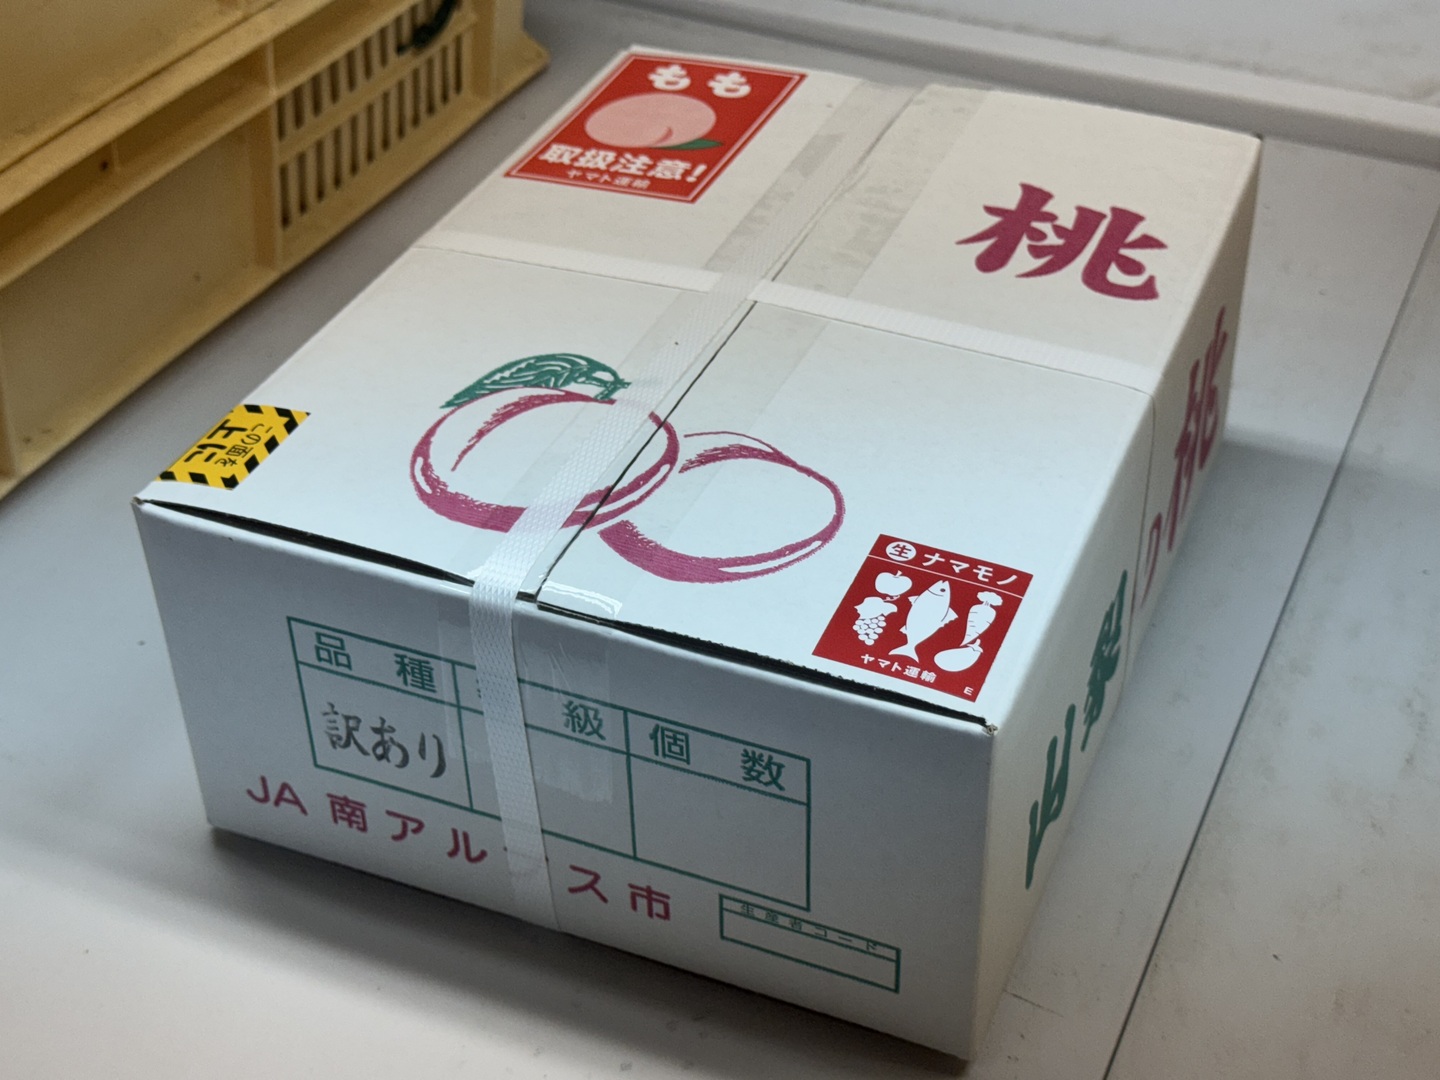 もも
取扱注意!
ヤマト運輸
桃
この面を
上に
生 ナマモノ
ヤマト運輸
E
品種
級
個数
訳あり
JA 南アル
ス市
生産者コード
桃
山梨